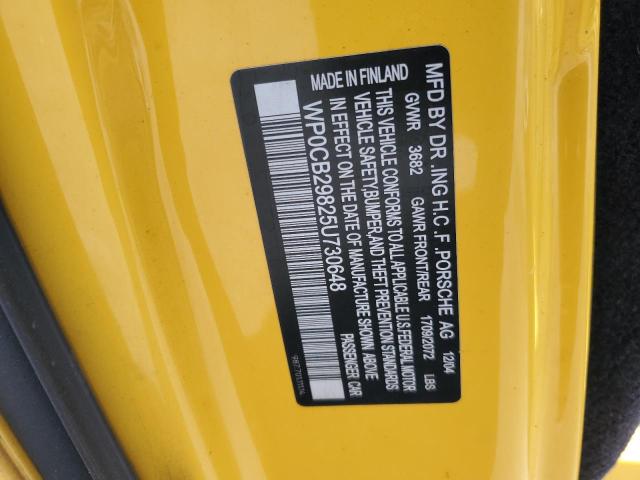 MFD BY DR .ING H.C .F .PORSCHE AG 12/04
GVWR 3682 GAWR FRONT/REAR 1709/2072 LBS
THIS VEHICLE CONFORMS TO ALL APPLICABLE U.S.FEDERAL MOTOR
VEHICLE SAFETY,BUMPER,AND THEFT PREVENTION STANDARDS
IN EFFECT ON THE DATE OF MANUFACTURE SHOWN ABOVE
MADE IN FINLAND
PASSENGER CAR
WP0CB29825U730648